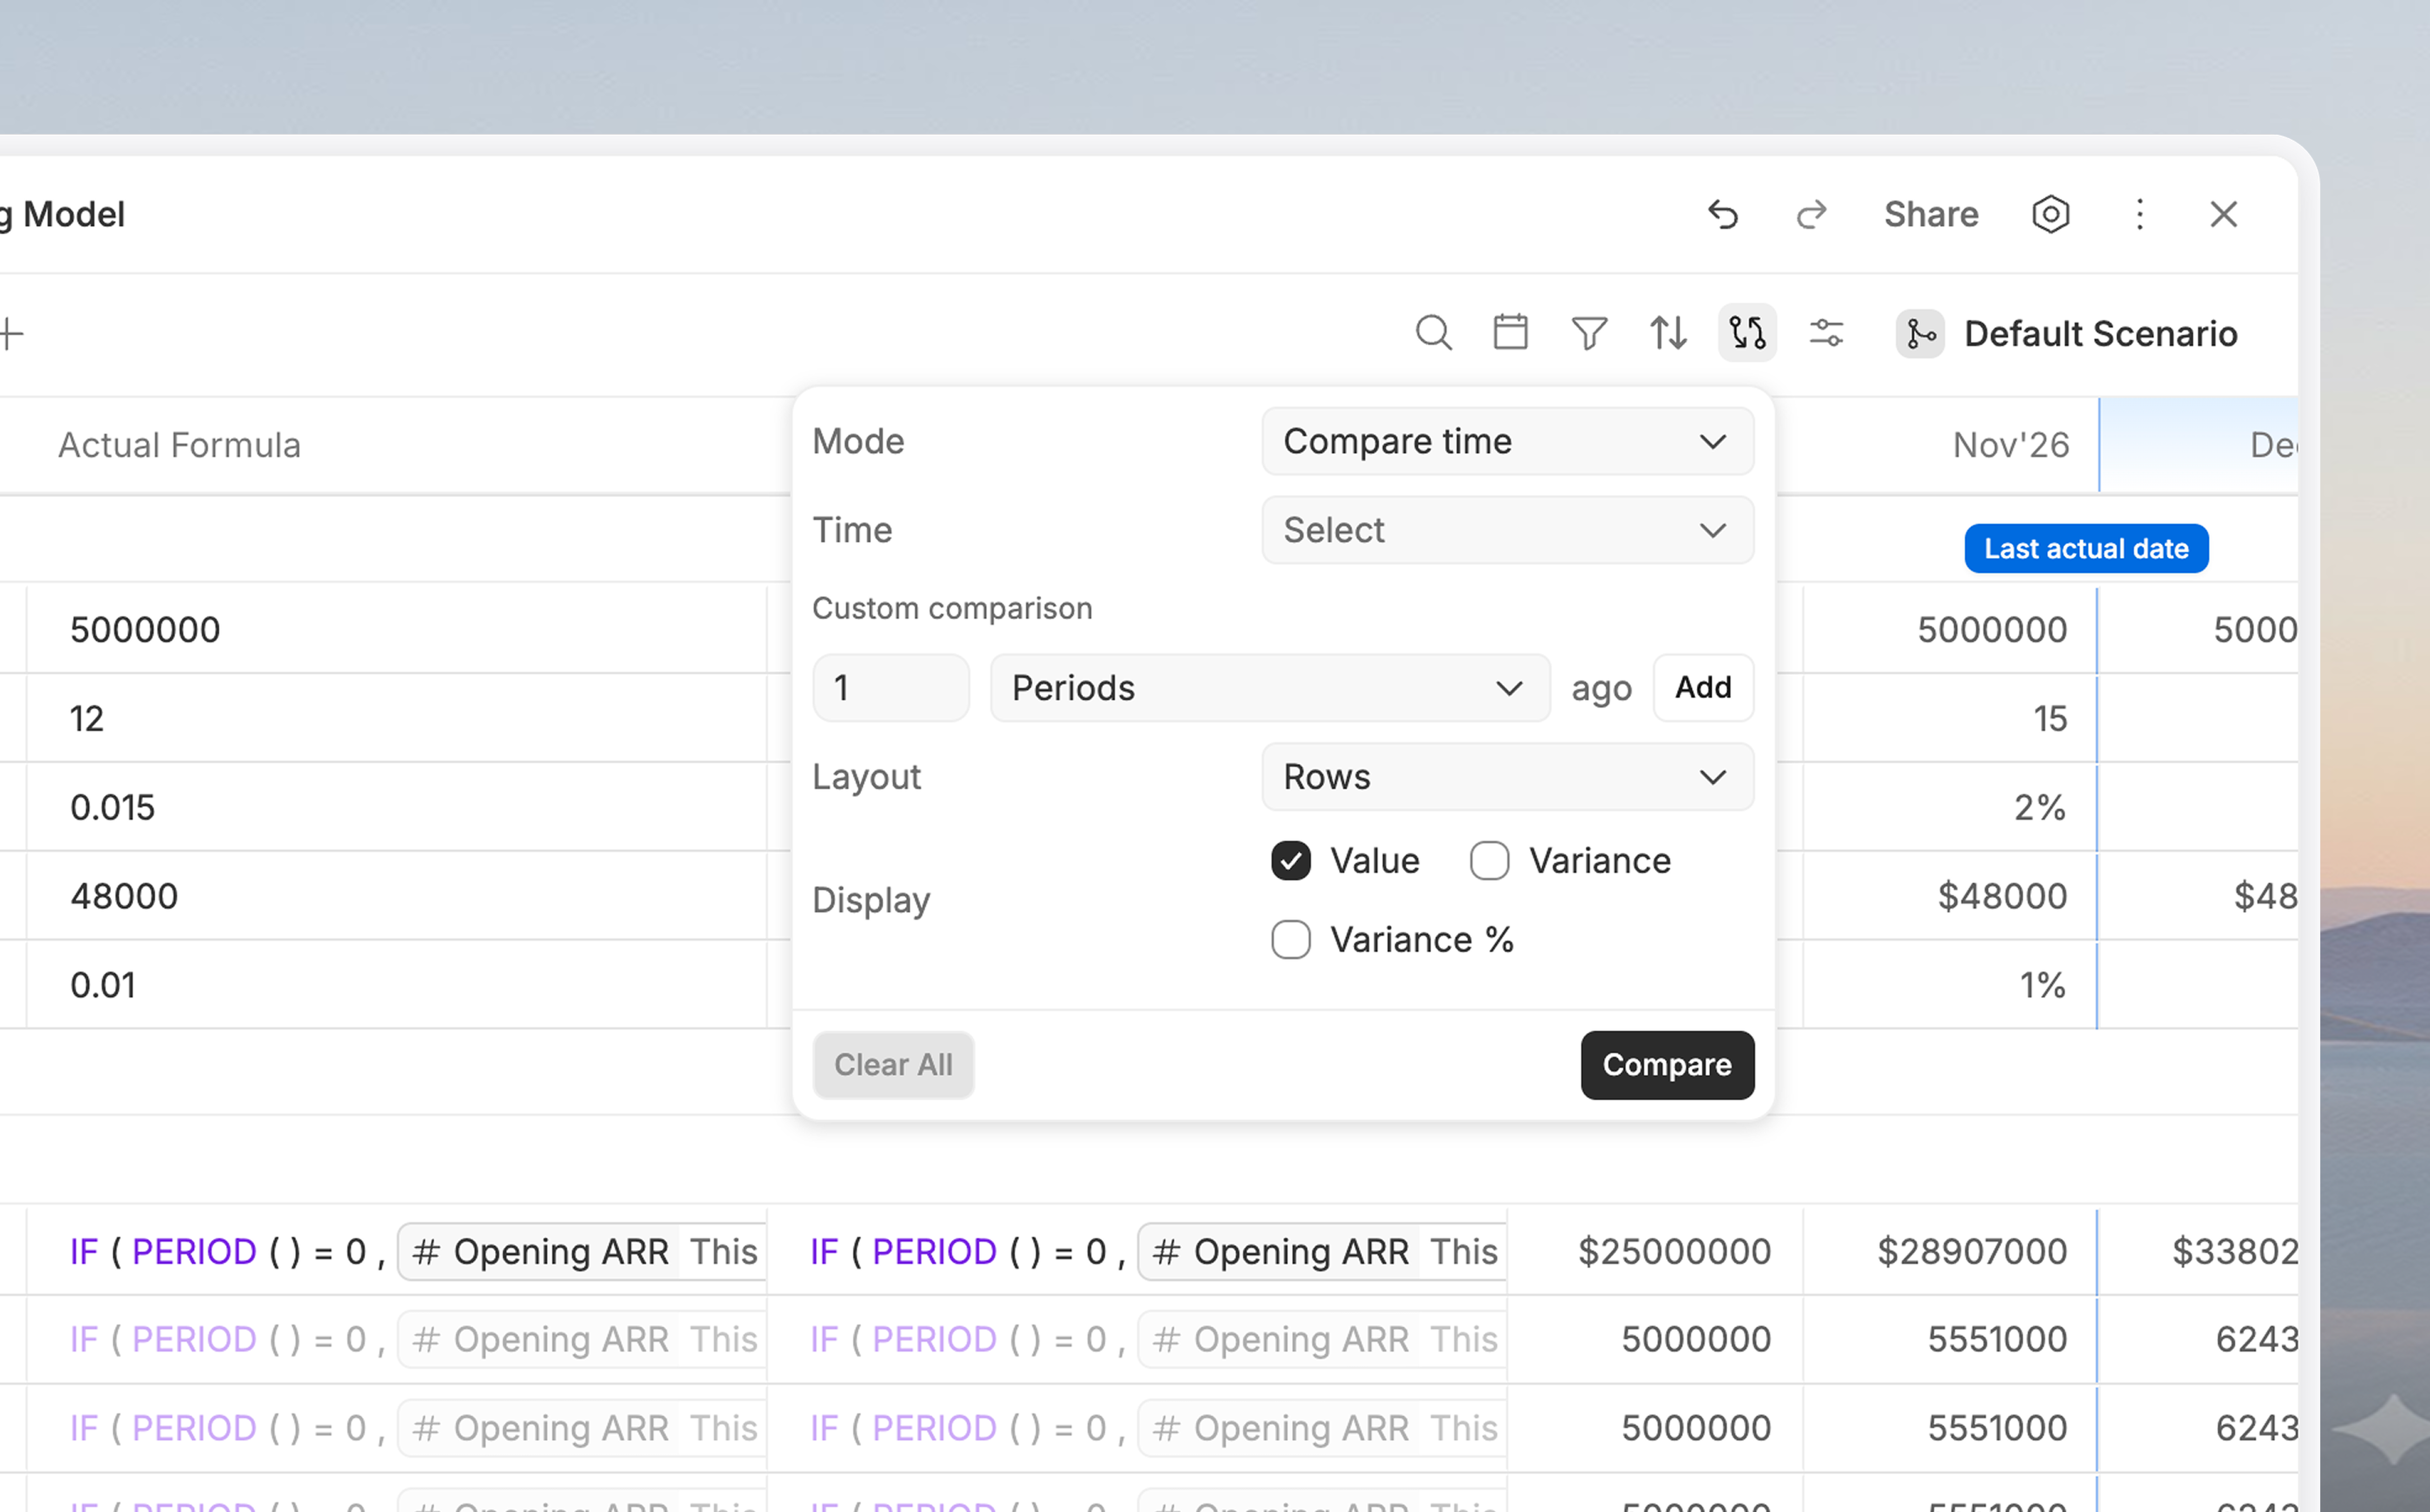 g Model
Share
Default Scenario
Actual Formula
Nov'26
Dec
Mode
Compare time
Time
Select
Last actual date
Custom comparison
5000000
5000000
5000
1
Periods
ago
Add
12
15
Layout
Rows
0.015
2%
Value
Variance
48000
Display
$48000
$48
Variance %
0.01
1%
Clear All
Compare
IF ( PERIOD ( ) = 0 , # Opening ARR This
IF ( PERIOD ( ) = 0 , # Opening ARR This
$25000000
$28907000
$33802
IF ( PERIOD ( ) = 0 , # Opening ARR This
IF ( PERIOD ( ) = 0 , # Opening ARR This
5000000
5551000
6243
IF ( PERIOD ( ) = 0 , # Opening ARR This
IF ( PERIOD ( ) = 0 , # Opening ARR This
5000000
5551000
6243